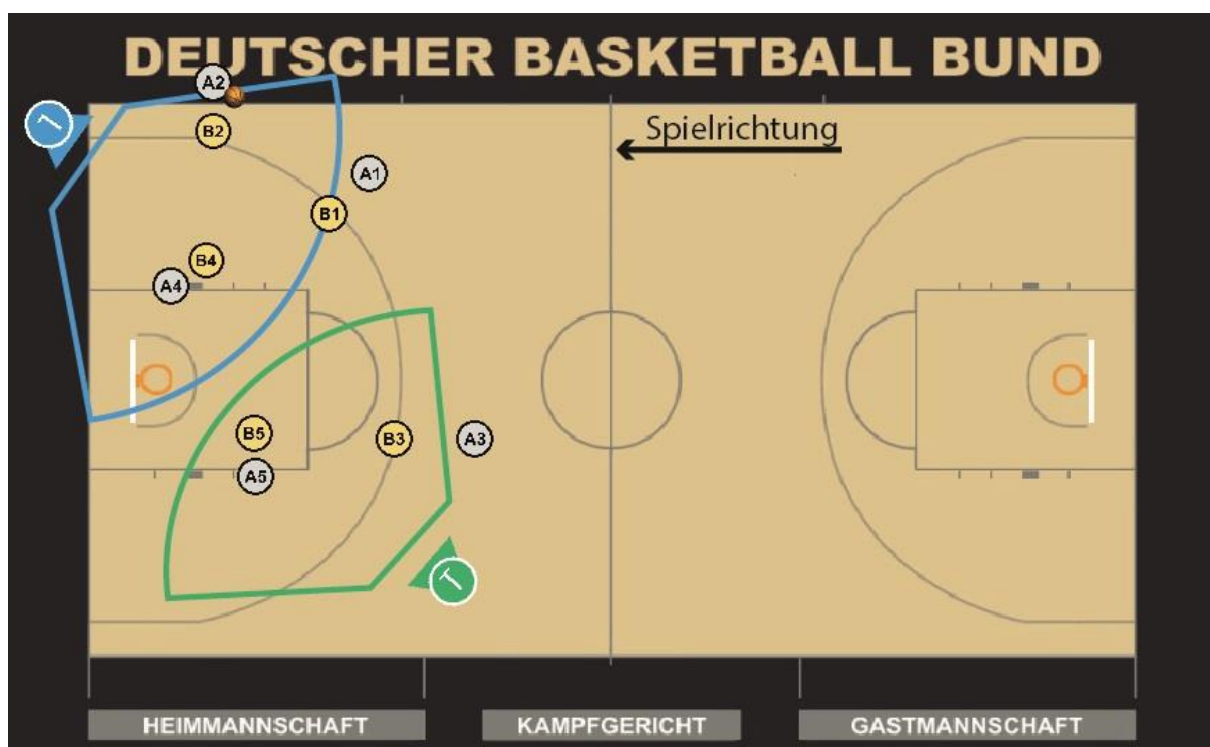 DEUTSCHER BASKETBALL BUND
A2
B2
Spielrichtung
A1
B1
B4
A4
B5
B3
A3
A5
T
HEIMMANNSCHAFT KAMPFGERICHT GASTMANNSCHAFT